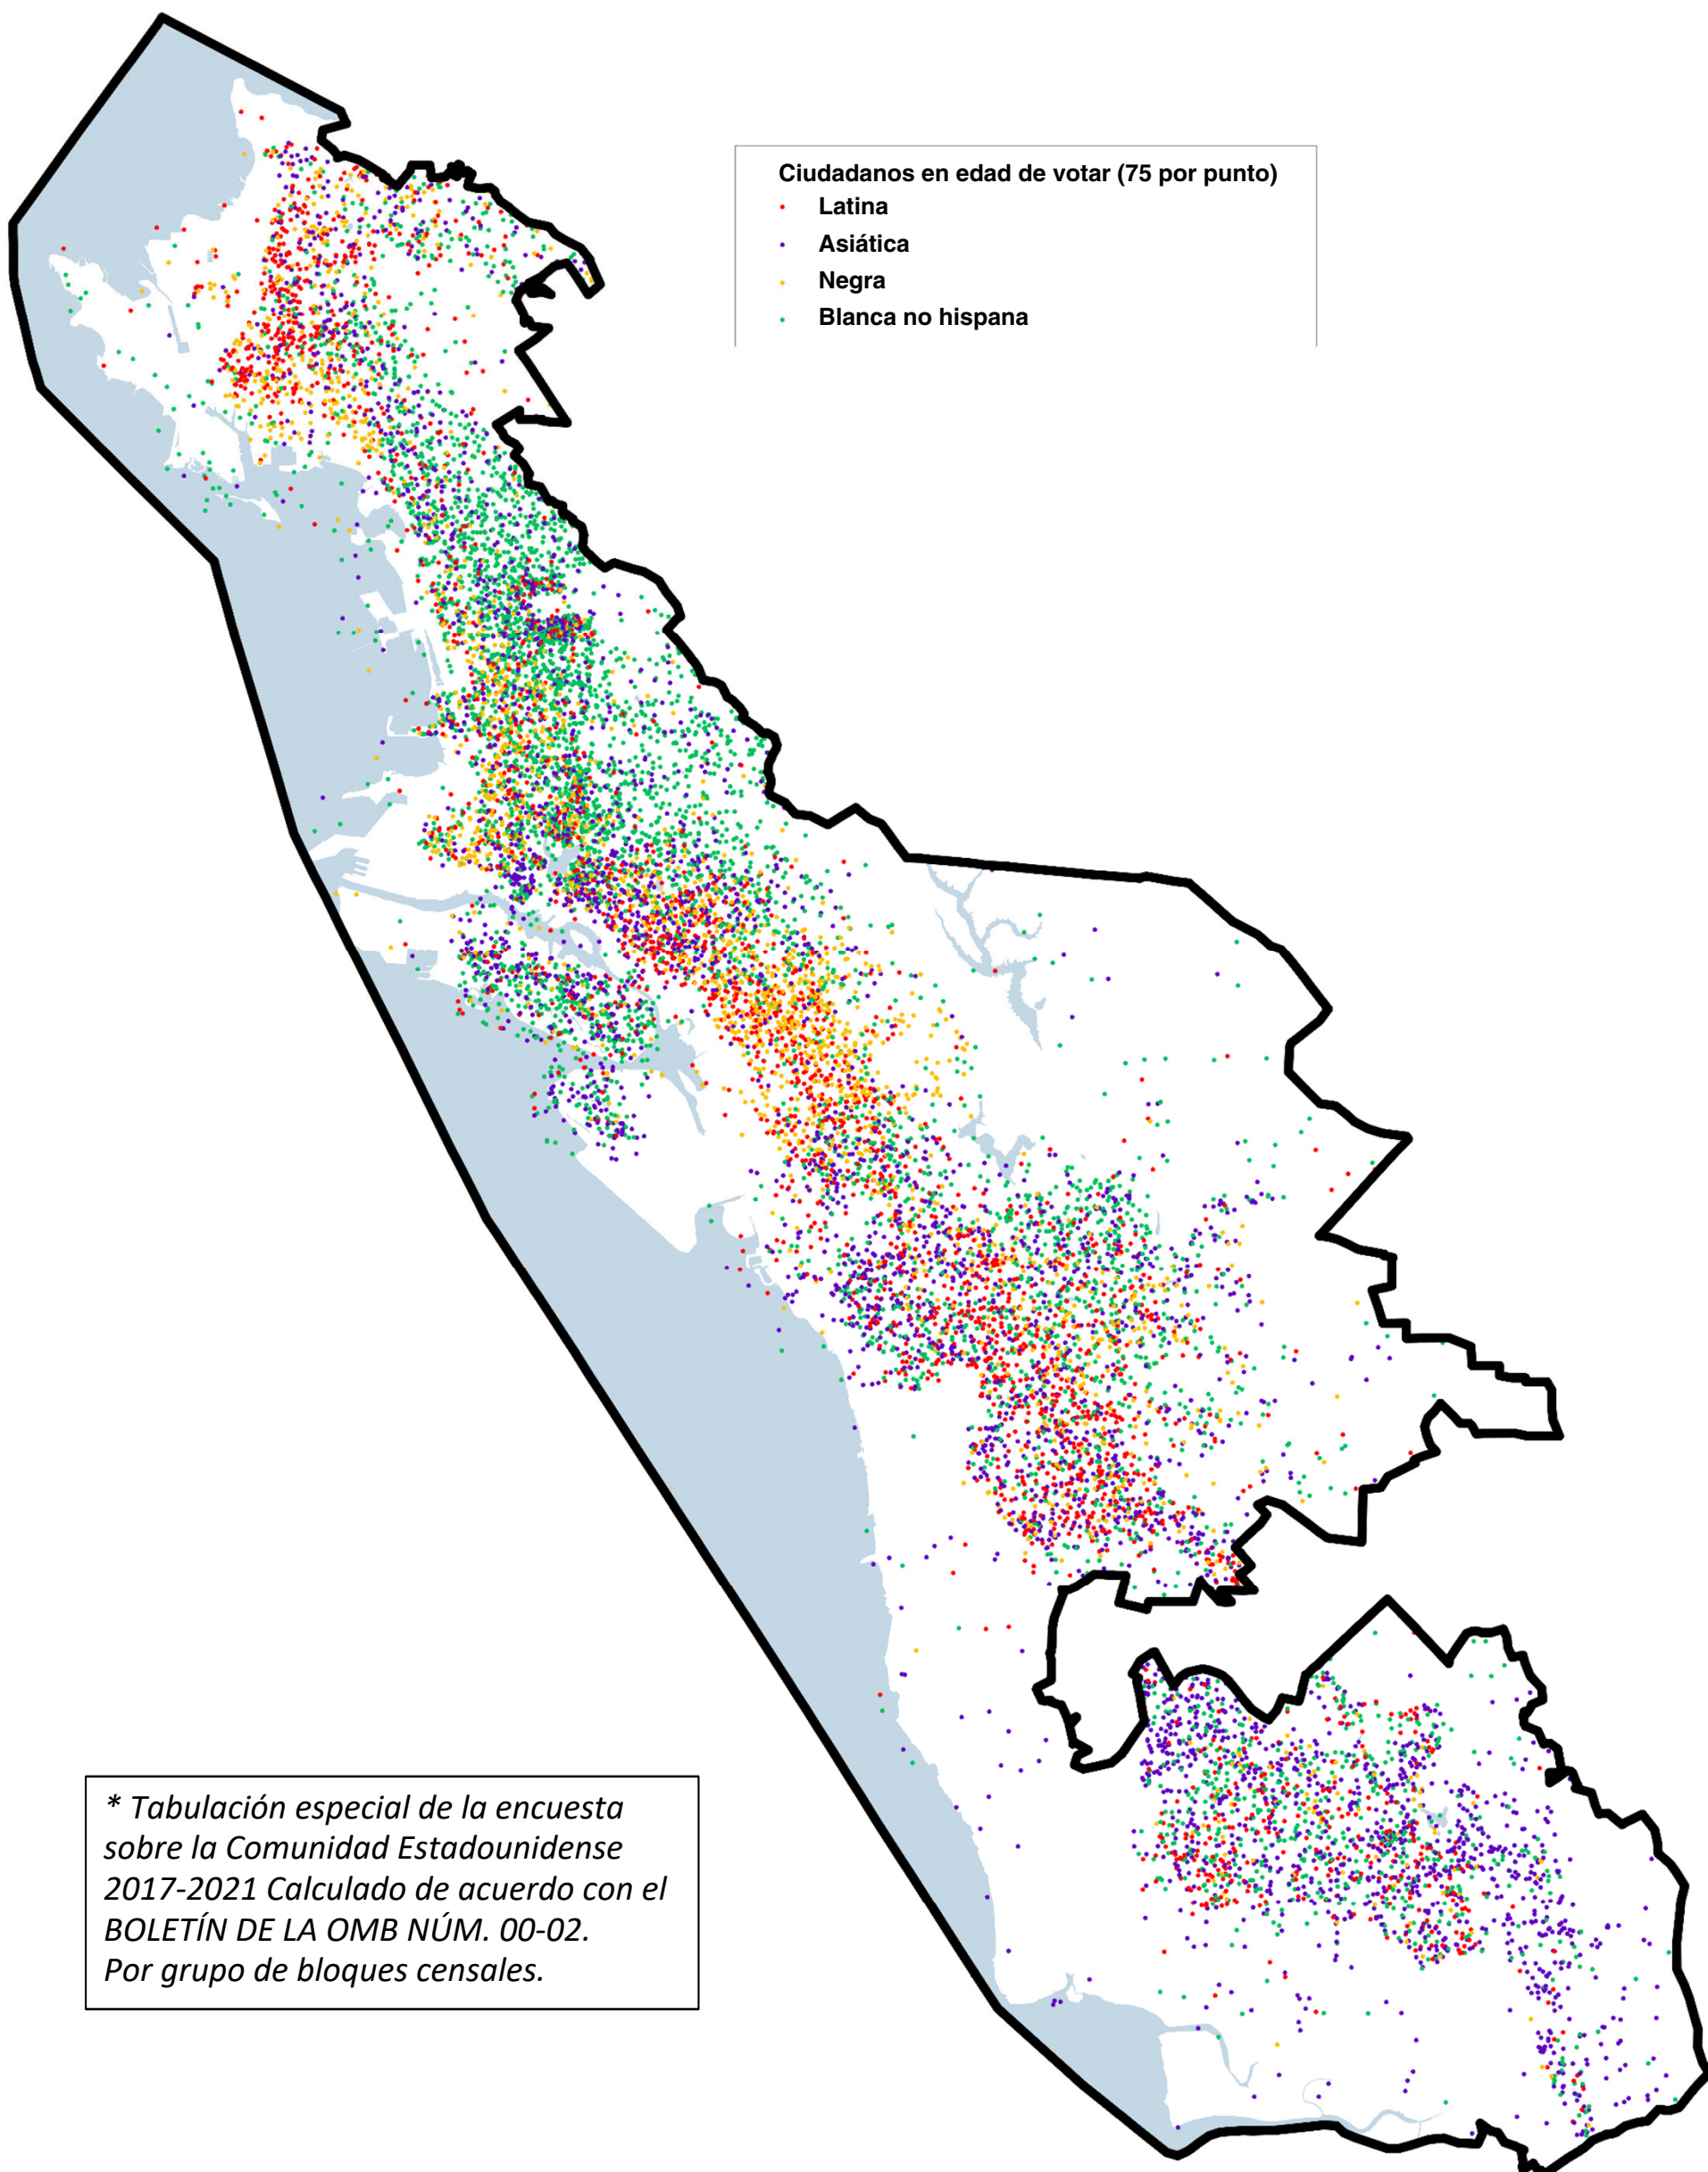 Ciudadanos en edad de votar (75 por punto)
Latina
Asiática
Negra
Blanca no hispana
* Tabulación especial de la encuesta
sobre la Comunidad Estadounidense
2017-2021 Calculado de acuerdo con el
BOLETÍN DE LA OMB NÚM. 00-02.
Por grupo de bloques censales.